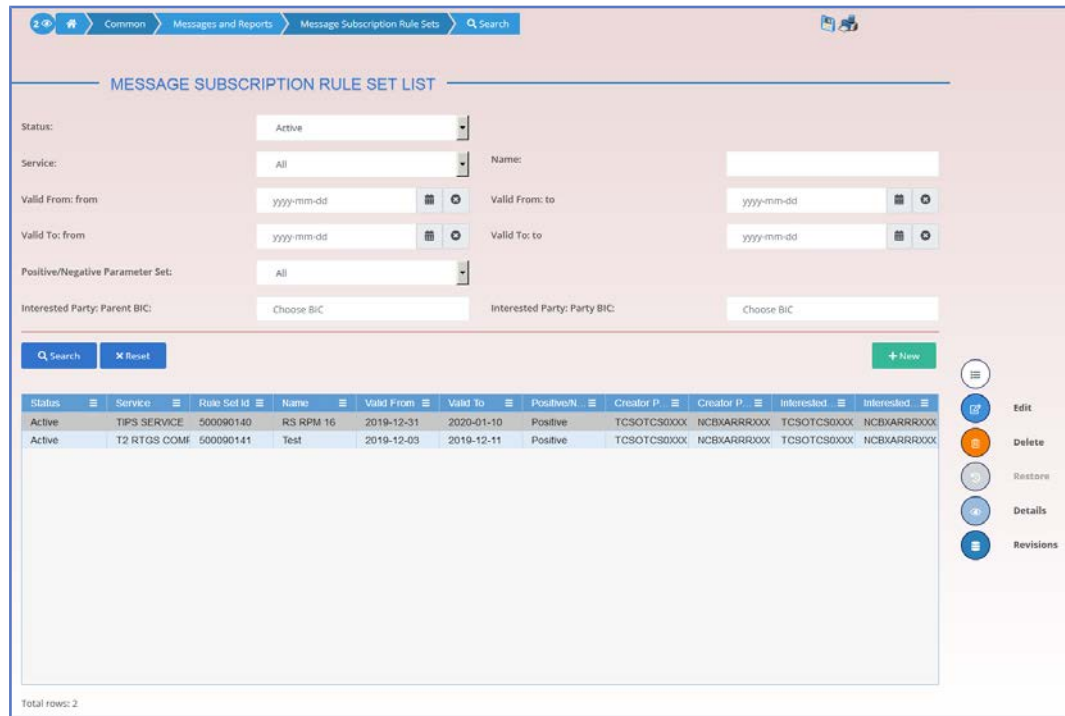 2 Common Messages and Reports Message Subscription Rule Sets Search
MESSAGE SUBSCRIPTION RULE SET LIST
Status: Active
Service: All Name:
Valid From: from yyyy-mm-dd Valid From: to yyyy-mm-dd
Valid To: from yyyy-mm-dd Valid To: to yyyy-mm-dd
Positive/Negative Parameter Set: All
Interested Party: Parent BIC: Choose BIC Interested Party: Party BIC: Choose BIC
Search Reset New
Status Service Rule Set Id Name Valid From Valid To Positive/N... Creator P... Creator P... Interested... Interested...
Active TIPS SERVICE 500090140 RS RPM 16 2019-12-31 2020-01-10 Positive TCSOTCS0XXX NCBXARRRXXX TCSOTCS0XXX NCBXARRRXXX
Active T2 RTGS COMP 500090141 Test 2019-12-03 2019-12-11 Positive TCSOTCS0XXX NCBXARRRXXX TCSOTCS0XXX NCBXARRRXXX
Edit
Delete
Restore
Details
Revisions
Total rows: 2